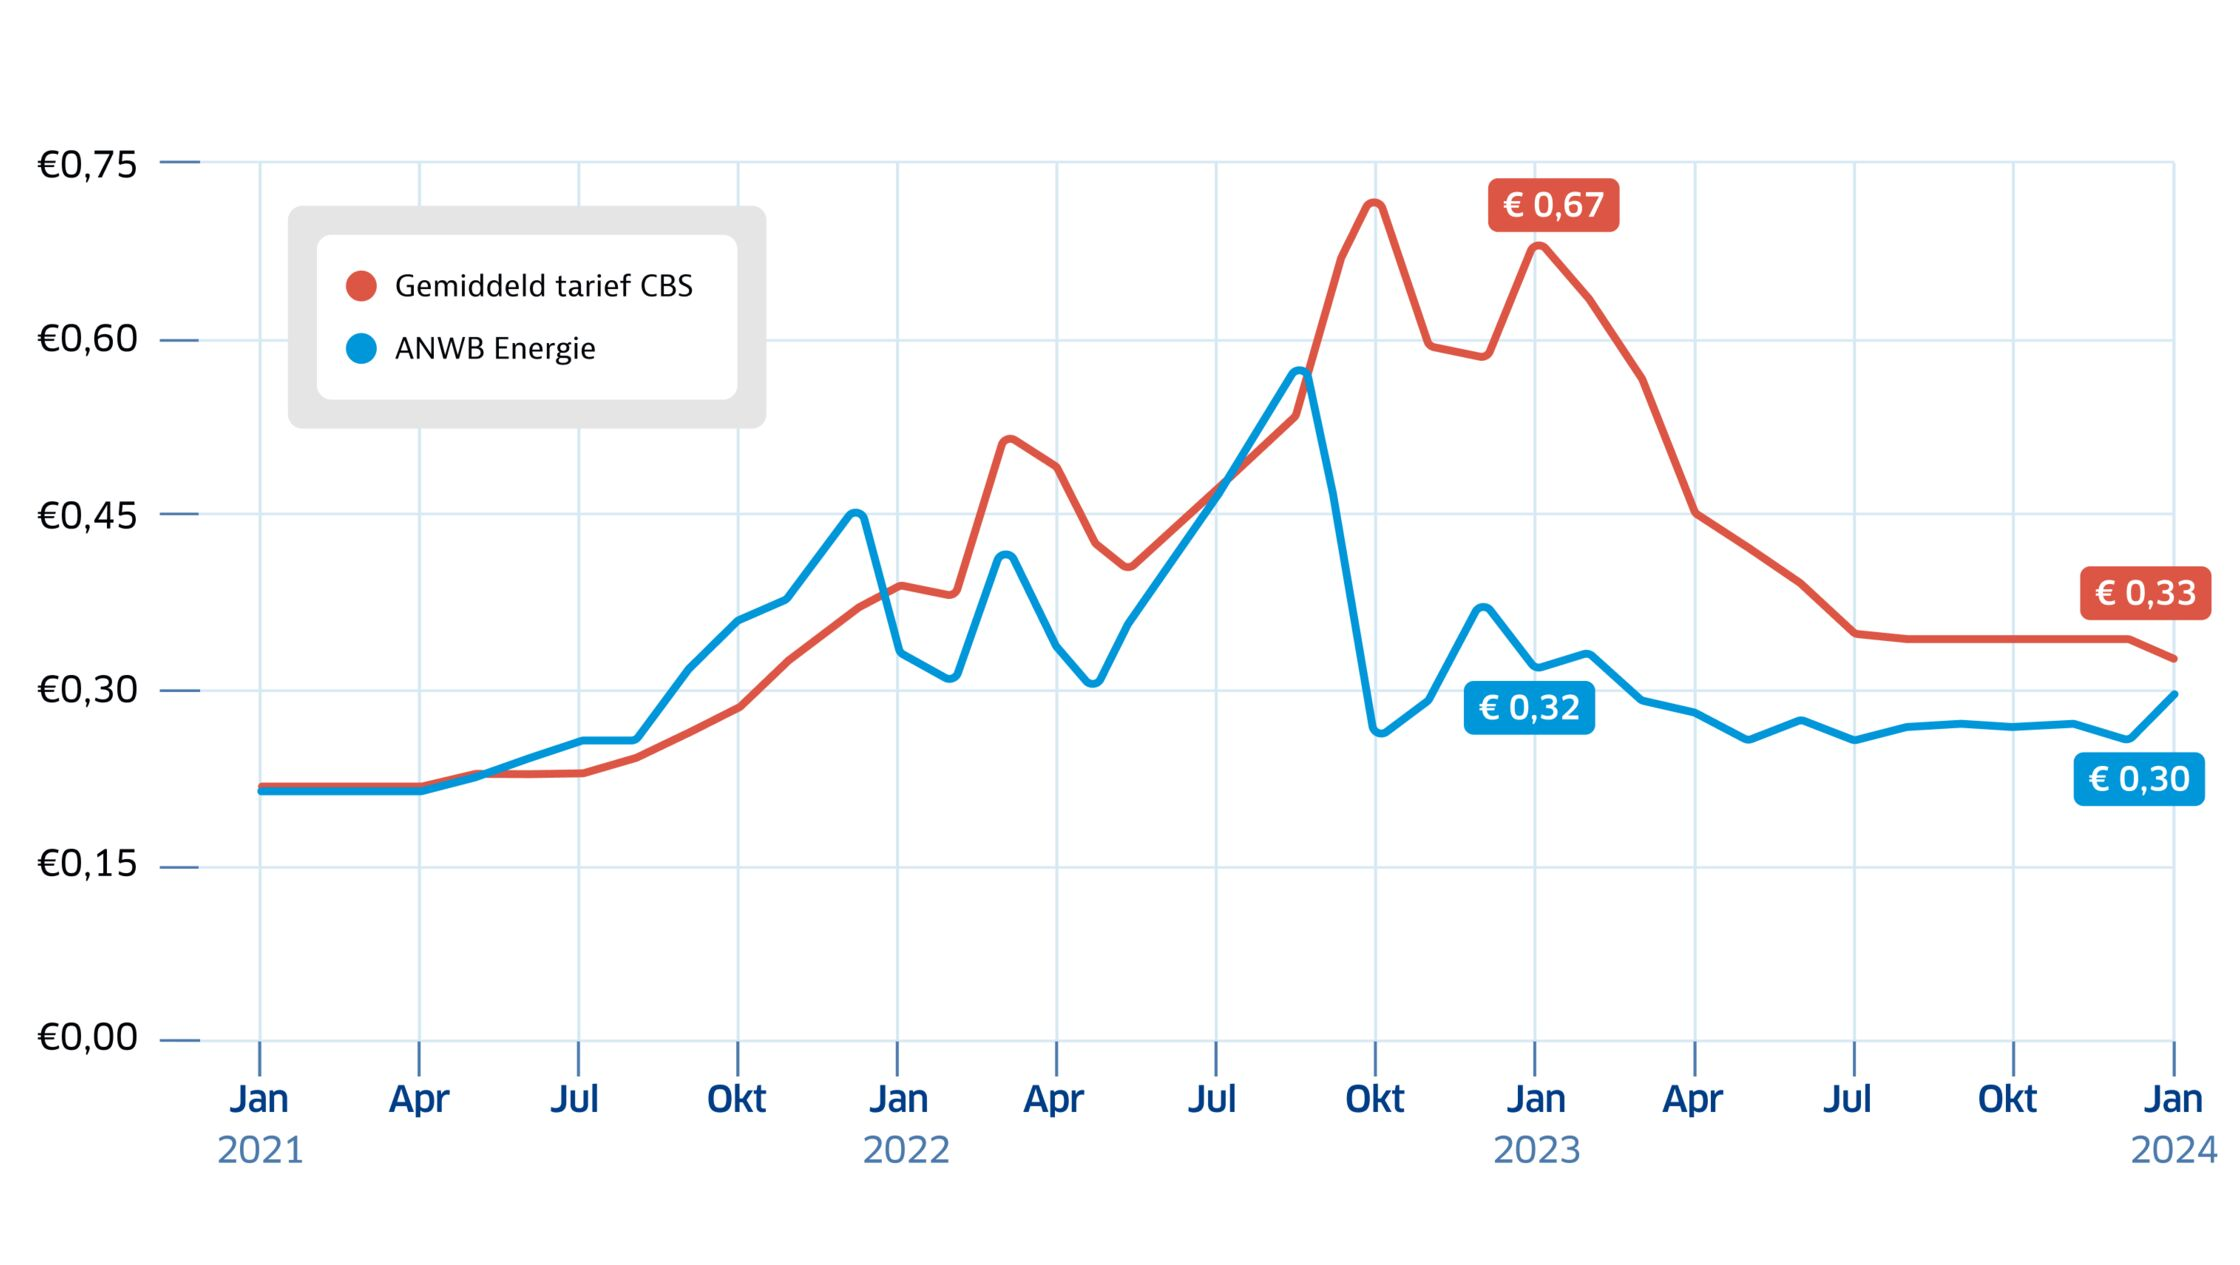 €0,75
€ 0,67
Gemiddeld tarief CBS
€0,60
ANWB Energie
€0,45
€ 0,33
€0,30
€ 0,32
€ 0,30
€0,15
€0,00
Jan Apr Jul Okt Jan Apr Jul Okt Jan Apr Jul Okt Jan
2021 2022 2023 2024